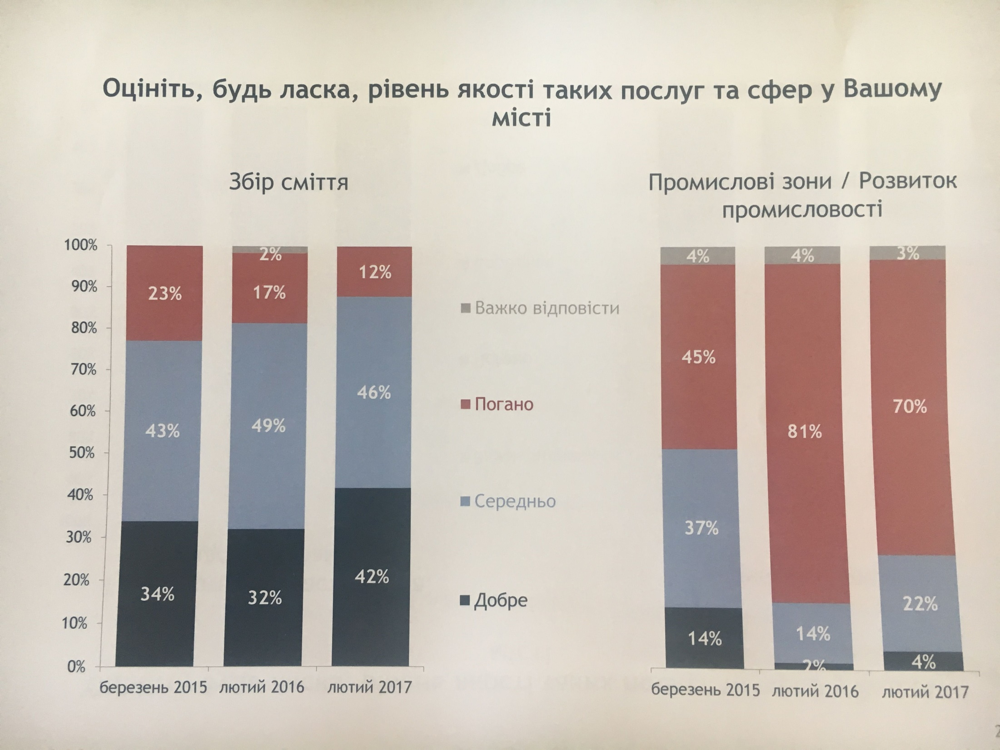 Оцініть, будь ласка, рівень якості таких послуг та сфер у Вашому
місті
Збір сміття
100%
90%
80%
70%
60%
50%
40%
30%
20%
10%
0%
23%
43%
34%
2%
17%
49%
32%
12%
46%
42%
березень 2015
лютий 2016
лютий 2017
Важко відповісти
Погано
Середньо
Добре
Промислові зони / Розвиток
промисловості
4%
45%
37%
14%
4%
81%
14%
2%
3%
70%
22%
4%
березень 2015
лютий 2016
лютий 2017